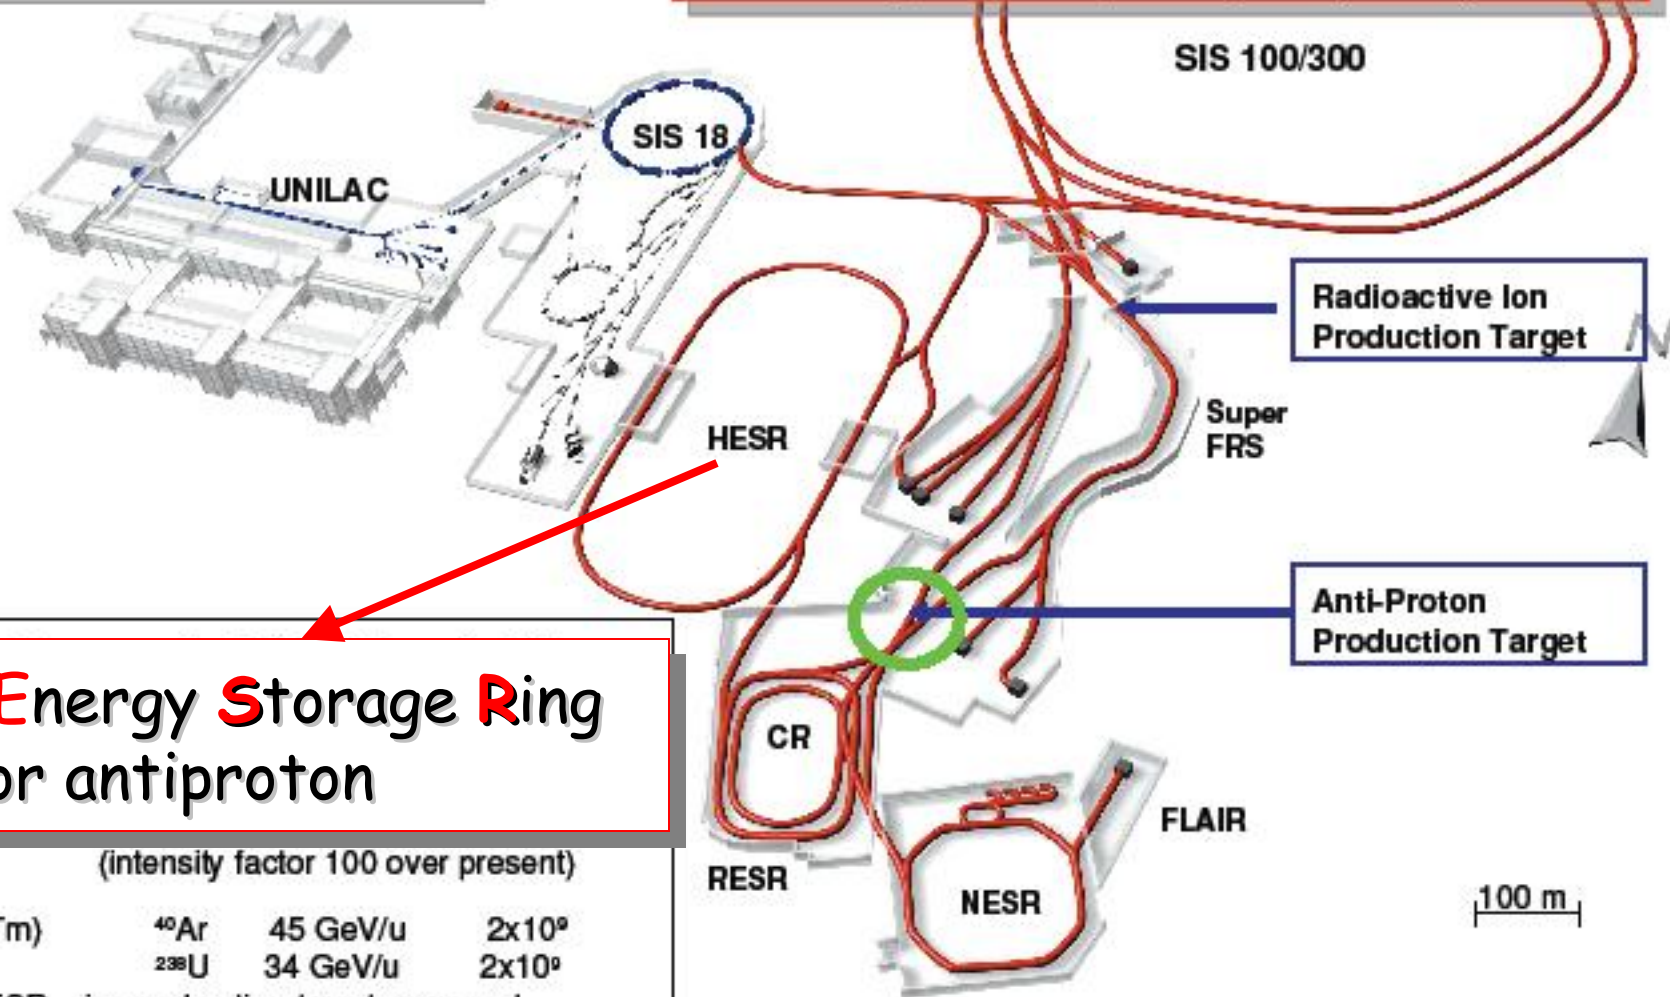 SIS 100/300
SIS 18
UNILAC
Radioactive Ion
Production Target
N
Super
FRS
HESR
Anti-Proton
Production Target
Energy Storage Ring
or antiproton
CR
FLAIR
(intensity factor 100 over present)
RESR
NESR
100 m
Tm) ⁴⁰Ar 45 GeV/u 2x10⁹
²³⁸U 34 GeV/u 2x10⁹